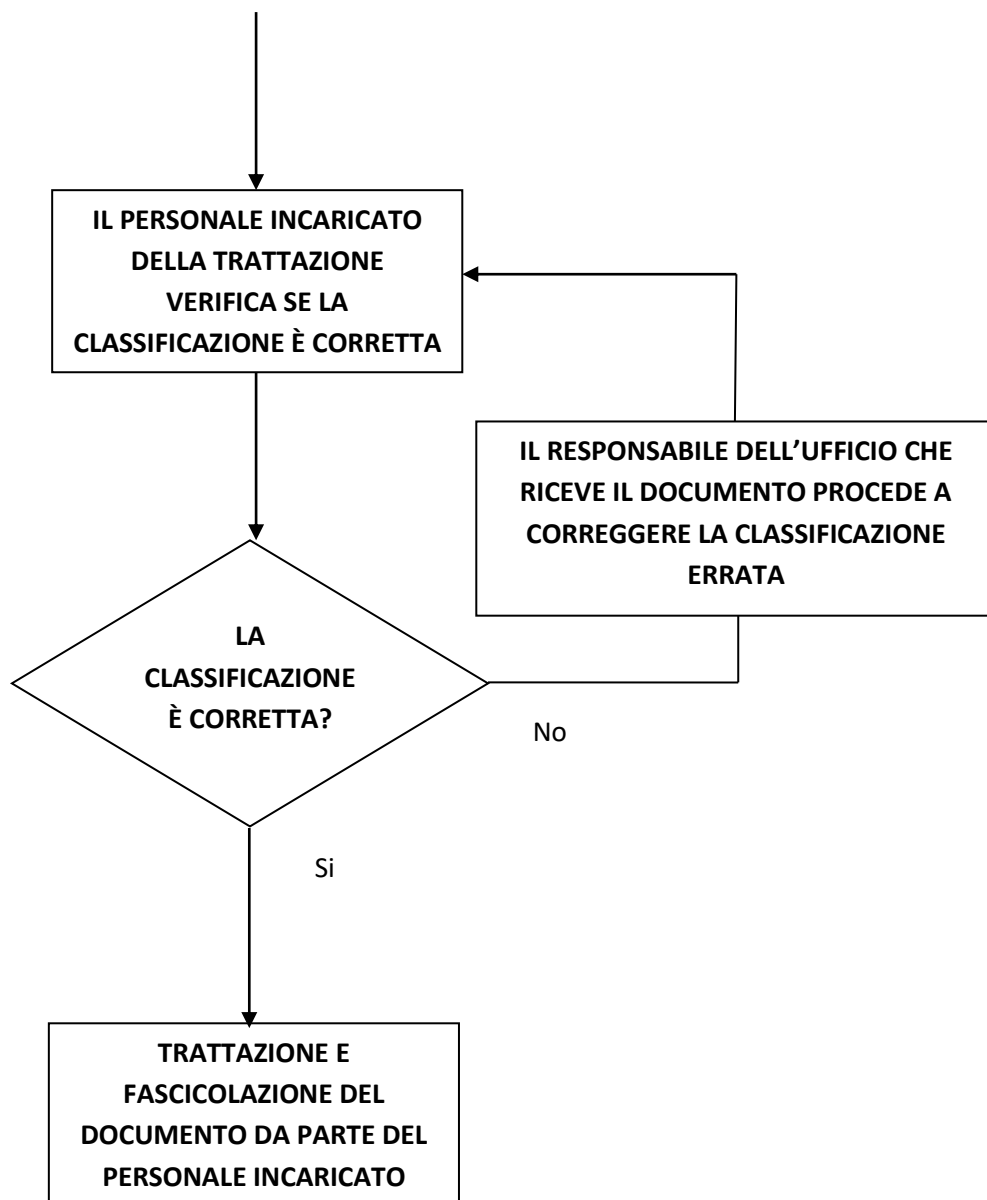 IL PERSONALE INCARICATO
DELLA TRATTAZIONE
VERIFICA SE LA
CLASSIFICAZIONE È CORRETTA
IL RESPONSABILE DELL’UFFICIO CHE
RICEVE IL DOCUMENTO PROCEDE A
CORREGGERE LA CLASSIFICAZIONE
ERRATA
LA
CLASSIFICAZIONE
È CORRETTA?
No
Si
TRATTAZIONE E
FASCICOLAZIONE DEL
DOCUMENTO DA PARTE DEL
PERSONALE INCARICATO